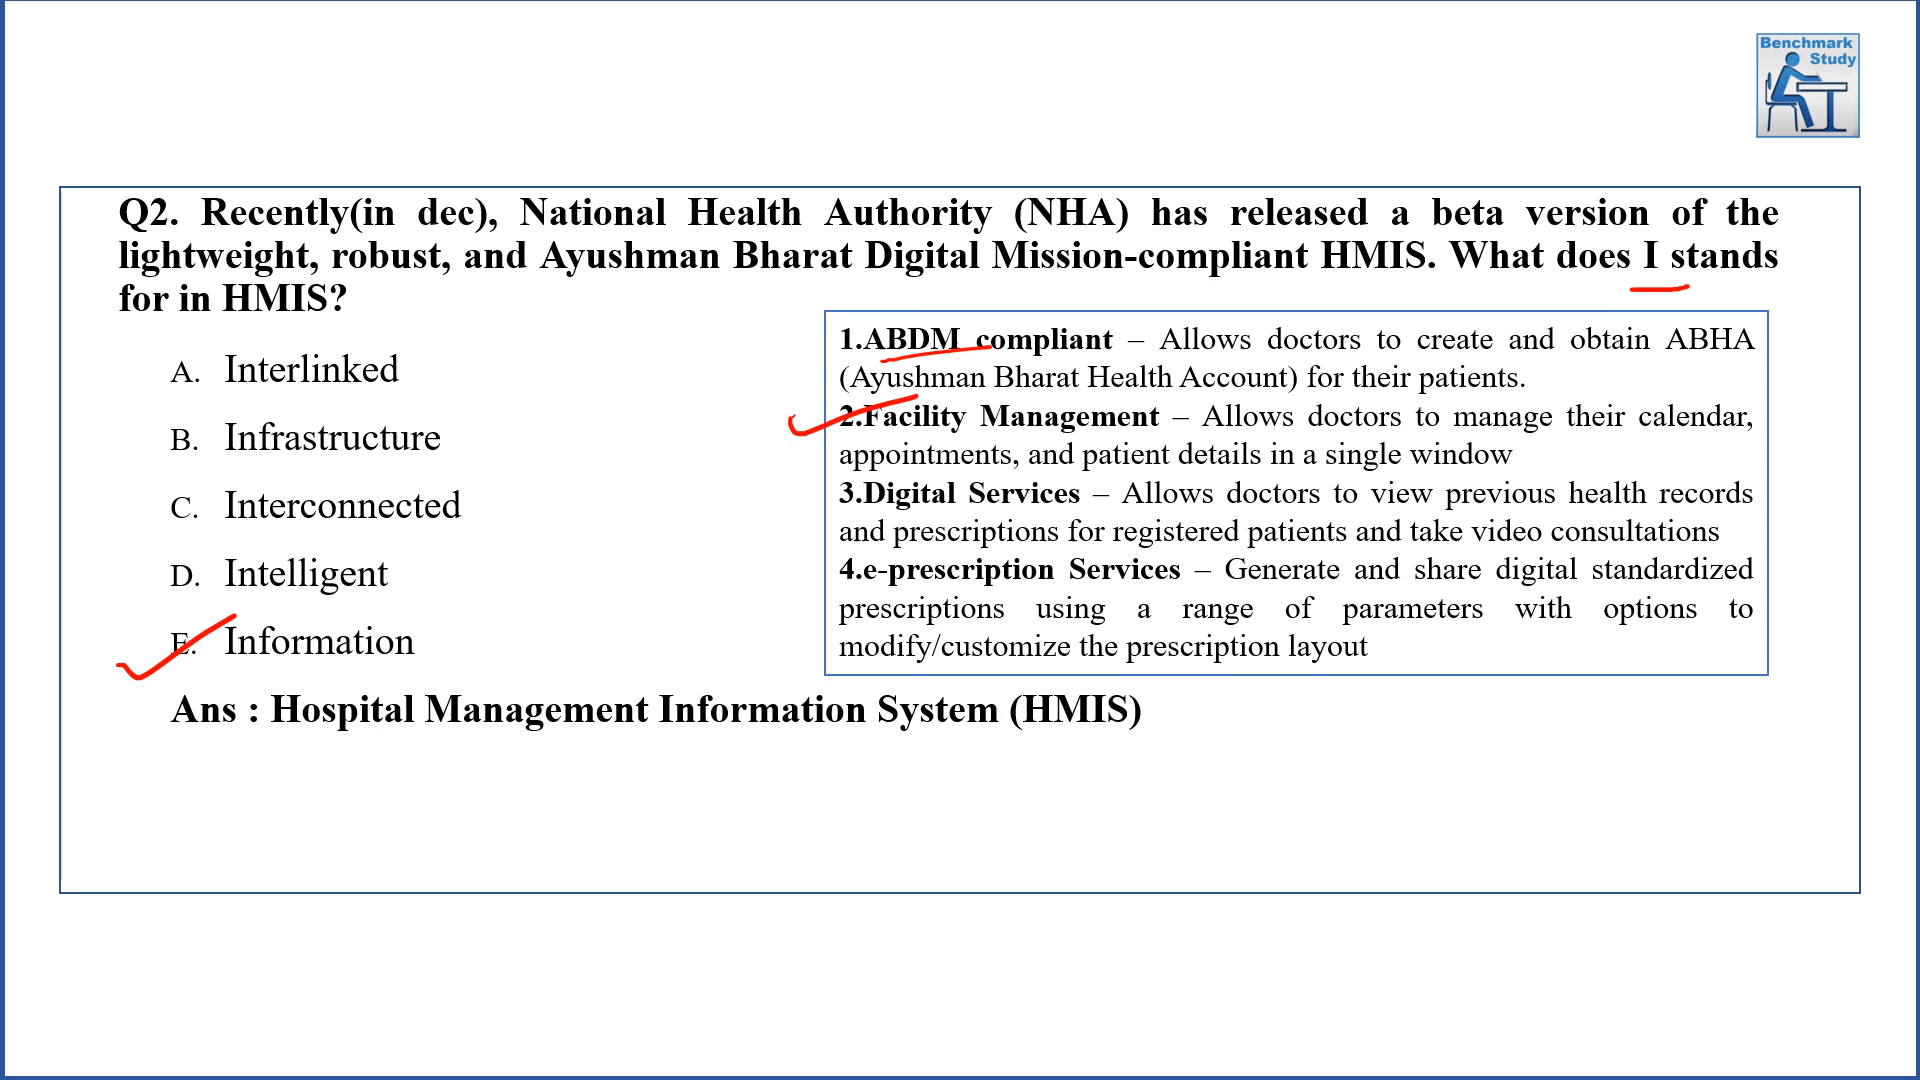 Benchmark
Study
Q2. Recently(in dec), National Health Authority (NHA) has released a beta version of the
lightweight, robust, and Ayushman Bharat Digital Mission-compliant HMIS. What does I stands
for in HMIS?
A. Interlinked
B. Infrastructure
C. Interconnected
D. Intelligent
E. Information
Ans : Hospital Management Information System (HMIS)
1.ABDM compliant – Allows doctors to create and obtain ABHA
(Ayushman Bharat Health Account) for their patients.
2.Facility Management – Allows doctors to manage their calendar,
appointments, and patient details in a single window
3.Digital Services – Allows doctors to view previous health records
and prescriptions for registered patients and take video consultations
4.e-prescription Services – Generate and share digital standardized
prescriptions using a range of parameters with options to
modify/customize the prescription layout